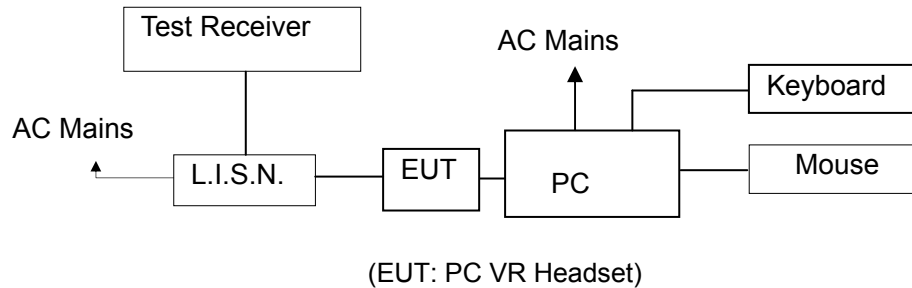 Test Receiver
AC Mains
Keyboard
AC Mains
L.I.S.N.
EUT
PC
Mouse
(EUT: PC VR Headset)